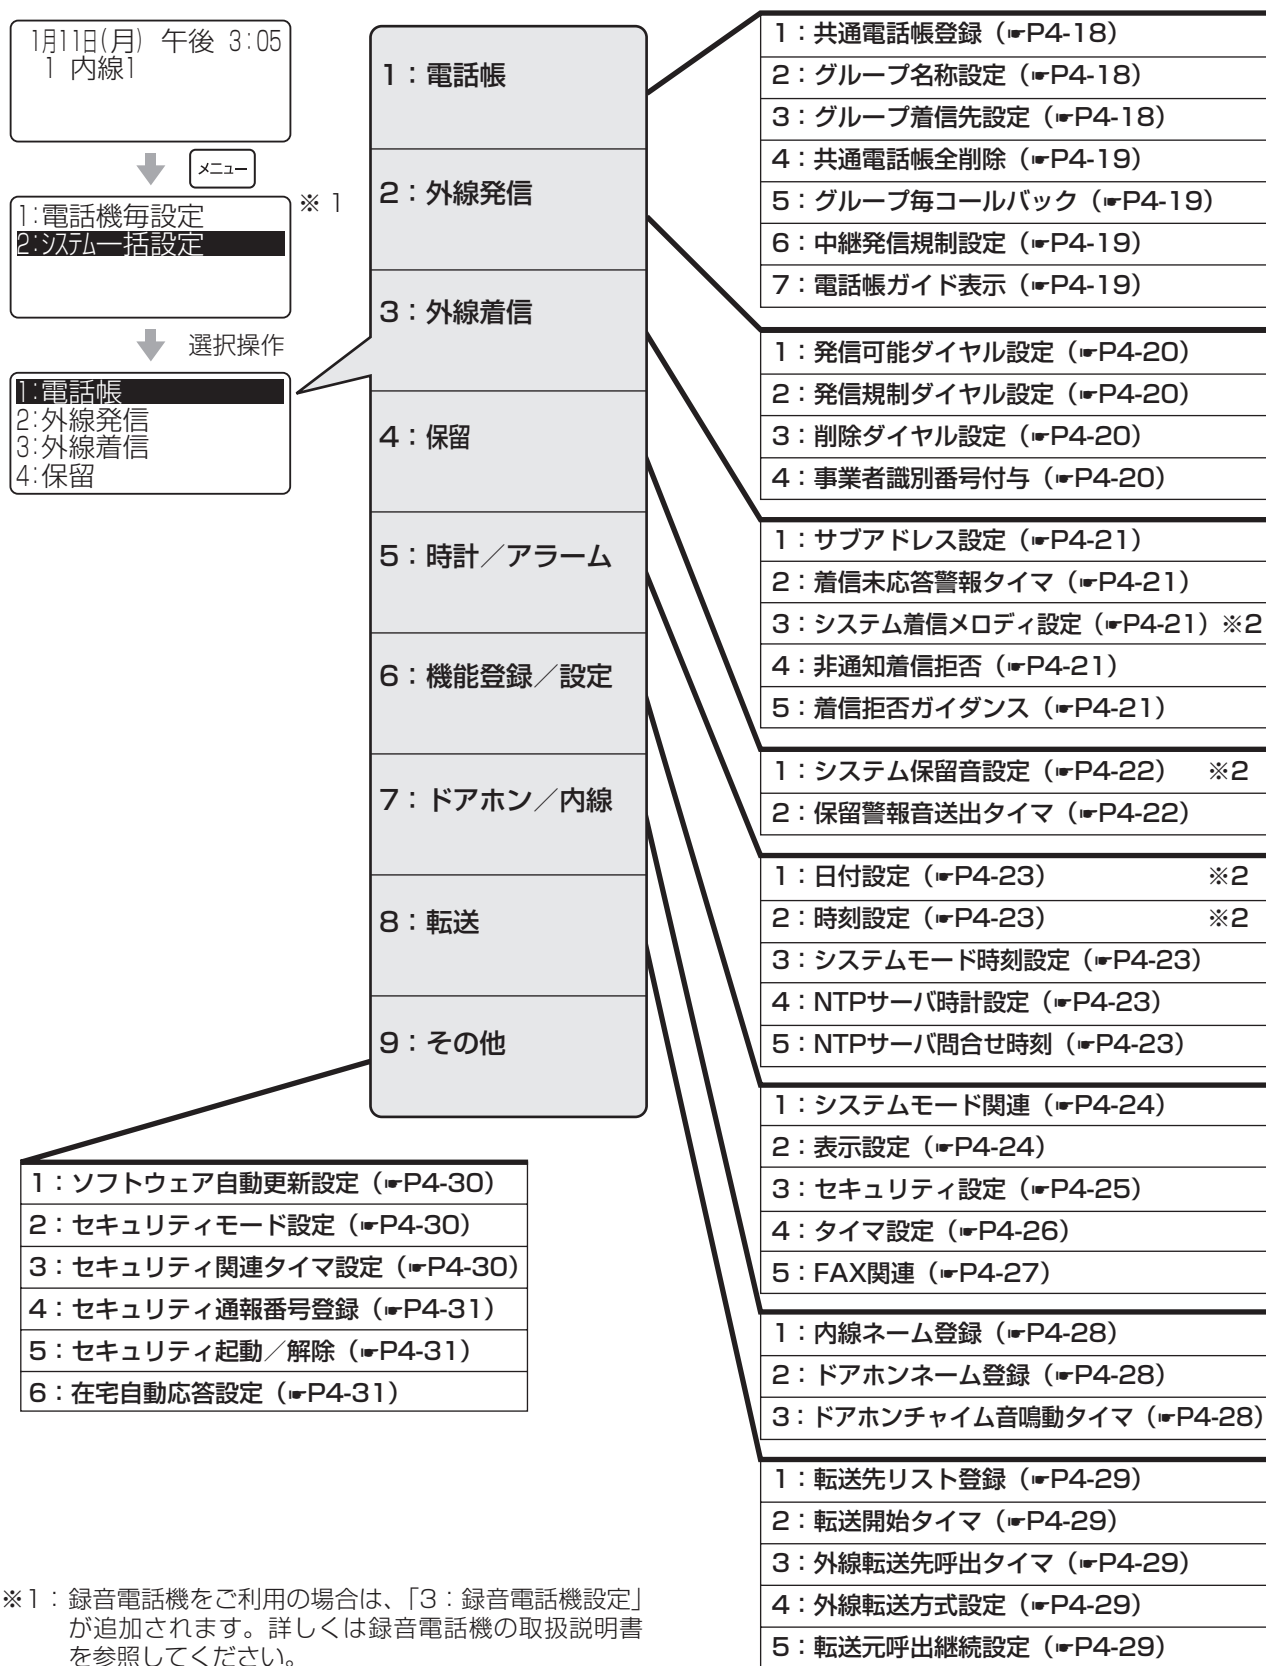 1月11日(月) 午後 3:05
1 内線1
メニュー
1:電話機毎設定
2:システム一括設定
※1
選択操作
1:電話帳
2:外線発信
3:外線着信
4:保留
1：電話帳
2：外線発信
3：外線着信
4：保留
5：時計／アラーム
6：機能登録／設定
7：ドアホン／内線
8：転送
9：その他
1：共通電話帳登録（☛P4-18）
2：グループ名称設定（☛P4-18）
3：グループ着信先設定（☛P4-18）
4：共通電話帳全削除（☛P4-19）
5：グループ毎コールバック（☛P4-19）
6：中継発信規制設定（☛P4-19）
7：電話帳ガイド表示（☛P4-19）
1：発信可能ダイヤル設定（☛P4-20）
2：発信規制ダイヤル設定（☛P4-20）
3：削除ダイヤル設定（☛P4-20）
4：事業者識別番号付与（☛P4-20）
1：サブアドレス設定（☛P4-21）
2：着信未応答警報タイマ（☛P4-21）
3：システム着信メロディ設定（☛P4-21）※2
4：非通知着信拒否（☛P4-21）
5：着信拒否ガイダンス（☛P4-21）
1：システム保留音設定（☛P4-22） ※2
2：保留警報音送出タイマ（☛P4-22）
1：日付設定（☛P4-23） ※2
2：時刻設定（☛P4-23） ※2
3：システムモード時刻設定（☛P4-23）
4：NTPサーバ時計設定（☛P4-23）
5：NTPサーバ問合せ時刻（☛P4-23）
1：システムモード関連（☛P4-24）
2：表示設定（☛P4-24）
3：セキュリティ設定（☛P4-25）
4：タイマ設定（☛P4-26）
5：FAX関連（☛P4-27）
1：内線ネーム登録（☛P4-28）
2：ドアホンネーム登録（☛P4-28）
3：ドアホンチャイム音鳴動タイマ（☛P4-28）
1：転送先リスト登録（☛P4-29）
2：転送開始タイマ（☛P4-29）
3：外線転送先呼出タイマ（☛P4-29）
4：外線転送方式設定（☛P4-29）
5：転送元呼出継続設定（☛P4-29）
1：ソフトウェア自動更新設定（☛P4-30）
2：セキュリティモード設定（☛P4-30）
3：セキュリティ関連タイマ設定（☛P4-30）
4：セキュリティ通報番号登録（☛P4-31）
5：セキュリティ起動／解除（☛P4-31）
6：在宅自動応答設定（☛P4-31）
※1：録音電話機をご利用の場合は、「3：録音電話機設定」
が追加されます。詳しくは録音電話機の取扱説明書
を参照してください。